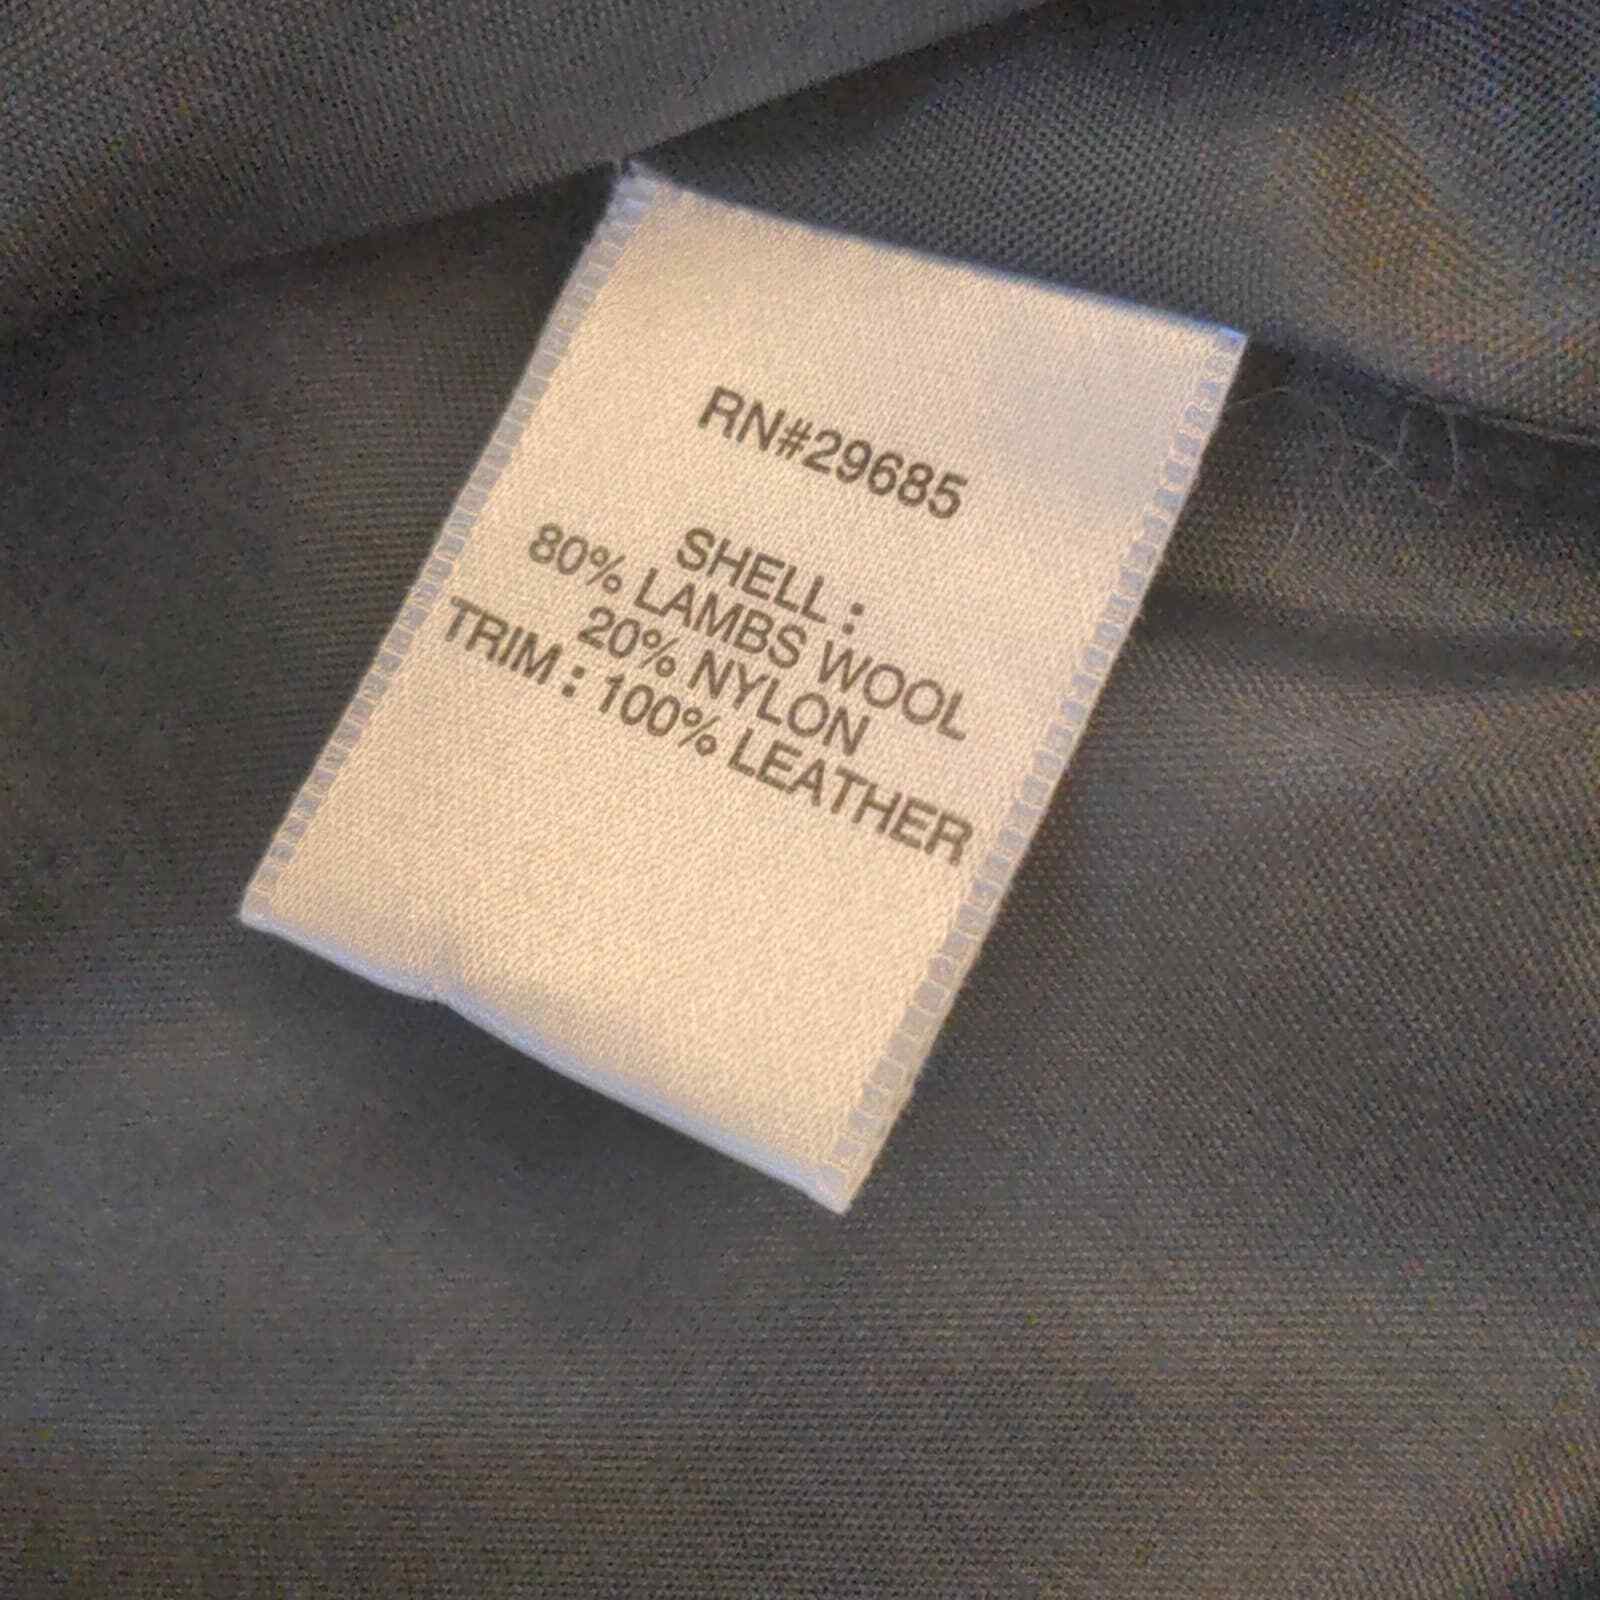 RN#29685
SHELL :
80% LAMBS WOOL
20% NYLON
TRIM : 100% LEATHER